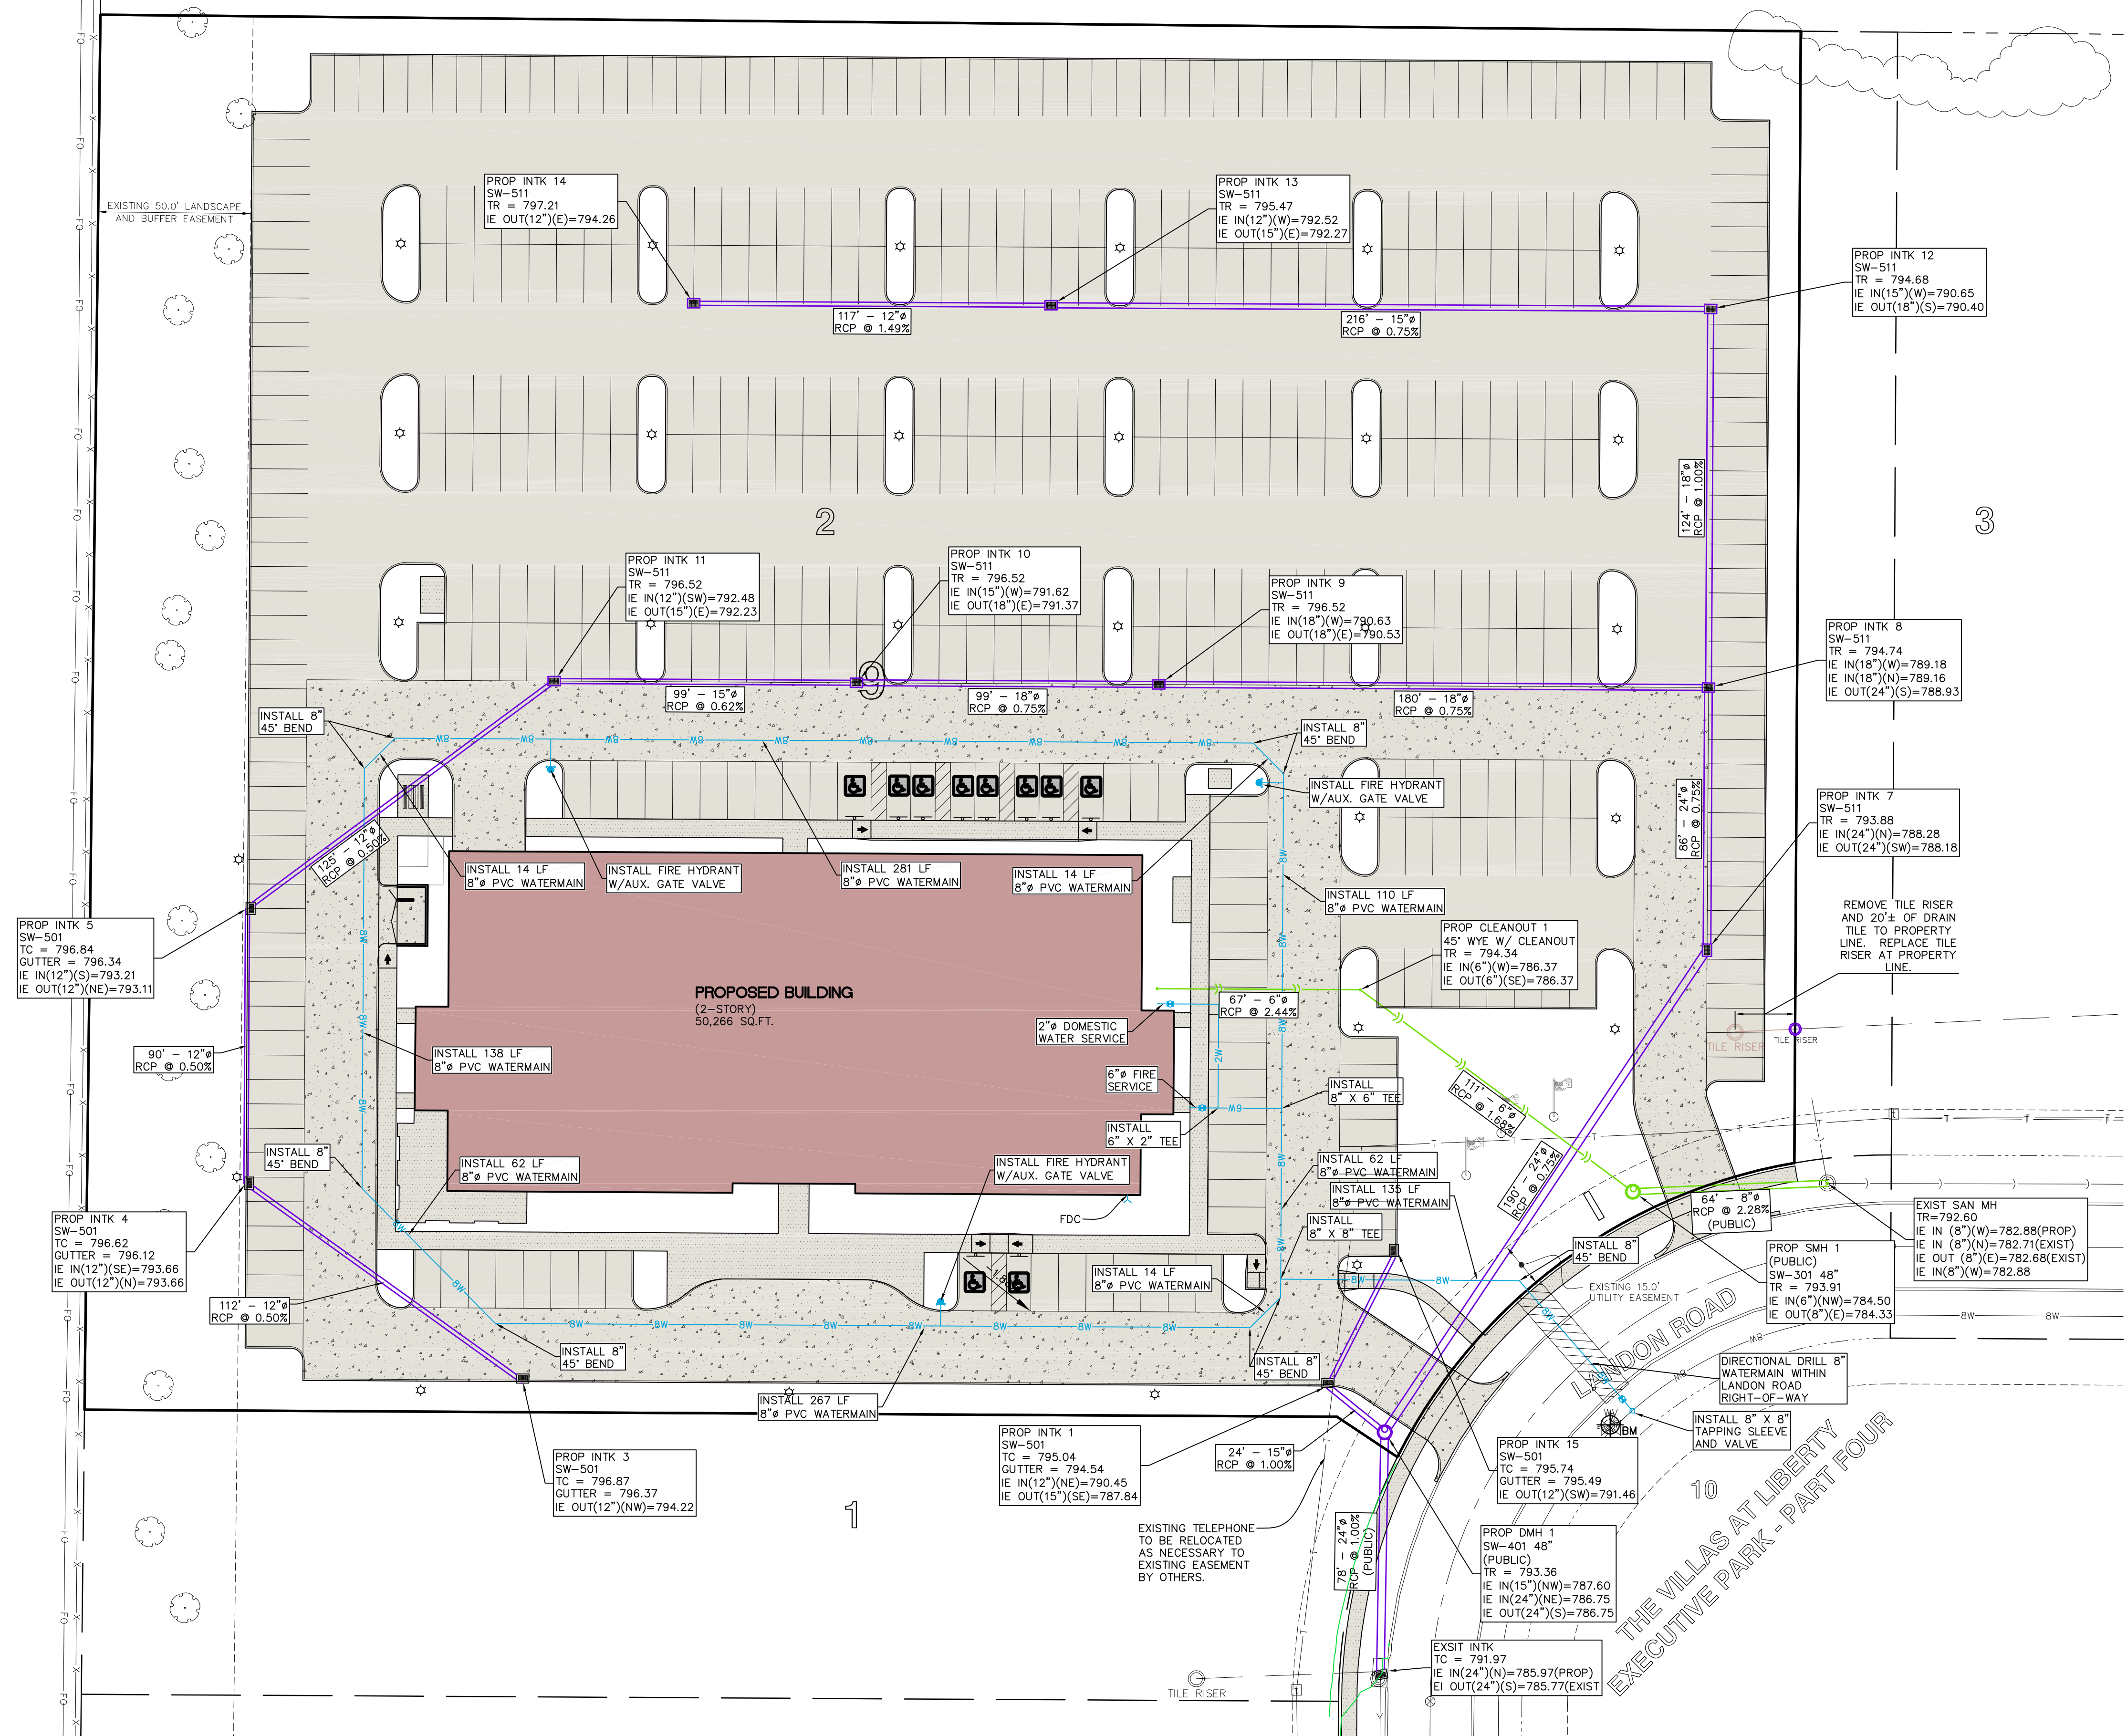 EXISTING 50.0' LANDSCAPE
AND BUFFER EASEMENT
PROP INTK 14
SW-511
TR = 797.21
IE OUT(12")(E)=794.26
PROP INTK 13
SW-511
TR = 795.47
IE IN(12")(W)=792.52
IE OUT(15")(E)=792.27
PROP INTK 12
SW-511
TR = 794.68
IE IN(15")(W)=790.65
IE OUT(18")(S)=790.40
117' - 12"ø
RCP @ 1.49%
216' - 15"ø
RCP @ 0.75%
124' - 18"ø
RCP @ 1.00%
2
3
PROP INTK 11
SW-511
TR = 796.52
IE IN(12")(SW)=792.48
IE OUT(15")(E)=792.23
PROP INTK 10
SW-511
TR = 796.52
IE IN(15")(W)=791.62
IE OUT(18")(E)=791.37
PROP INTK 9
SW-511
TR = 796.52
IE IN(18")(W)=790.63
IE OUT(18")(E)=790.53
PROP INTK 8
SW-511
TR = 794.74
IE IN(18")(W)=789.18
IE IN(18")(N)=789.16
IE OUT(24")(S)=788.93
9
99' - 15"ø
RCP @ 0.62%
99' - 18"ø
RCP @ 0.75%
180' - 18"ø
RCP @ 0.75%
INSTALL 8"
45° BEND
INSTALL 8"
45° BEND
INSTALL FIRE HYDRANT
W/AUX. GATE VALVE
PROP INTK 7
SW-511
TR = 793.88
IE IN(24")(N)=788.28
IE OUT(24")(SW)=788.18
86' - 24"ø
RCP @ 0.75%
125' - 12"ø
RCP @ 0.50%
INSTALL 14 LF
8"ø PVC WATERMAIN
INSTALL FIRE HYDRANT
W/AUX. GATE VALVE
INSTALL 281 LF
8"ø PVC WATERMAIN
INSTALL 14 LF
8"ø PVC WATERMAIN
INSTALL 110 LF
8"ø PVC WATERMAIN
REMOVE TILE RISER
AND 20'± OF DRAIN
TILE TO PROPERTY
LINE. REPLACE TILE
RISER AT PROPERTY
LINE.
PROP INTK 5
SW-501
TC = 796.84
GUTTER = 796.34
IE IN(12")(S)=793.21
IE OUT(12")(NE)=793.11
PROP CLEANOUT 1
45° WYE W/ CLEANOUT
TR = 794.34
IE IN(6")(W)=786.37
IE OUT(6")(SE)=786.37
PROPOSED BUILDING
(2-STORY)
50,266 SQ.FT.
67' - 6"ø
RCP @ 2.44%
2"ø DOMESTIC
WATER SERVICE
TILE RISER
TILE RISER
90' - 12"ø
RCP @ 0.50%
INSTALL 138 LF
8"ø PVC WATERMAIN
2W
6"ø FIRE
SERVICE
6W
INSTALL
8" X 6" TEE
111' - 6"ø
RCP @ 1.68%
INSTALL
6" X 2" TEE
INSTALL 8"
45° BEND
INSTALL 62 LF
8"ø PVC WATERMAIN
INSTALL FIRE HYDRANT
W/AUX. GATE VALVE
INSTALL 62 LF
8"ø PVC WATERMAIN
INSTALL 135 LF
8"ø PVC WATERMAIN
190' - 24"ø
RCP @ 0.75%
64' - 8"ø
RCP @ 2.28%
(PUBLIC)
FDC
PROP INTK 4
SW-501
TC = 796.62
GUTTER = 796.12
IE IN(12")(SE)=793.66
IE OUT(12")(N)=793.66
INSTALL
8" X 8" TEE
INSTALL 8"
45° BEND
EXIST SAN MH
TR=792.60
IE IN (8")(W)=782.88(PROP)
IE IN (8")(N)=782.71(EXIST)
IE OUT (8")(E)=782.68(EXIST)
IE IN(8")(W)=782.88
PROP SMH 1
(PUBLIC)
SW-301 48"
TR = 793.91
IE IN(6")(NW)=784.50
IE OUT(8")(E)=784.33
EXISTING 15.0'
UTILITY EASEMENT
112' - 12"ø
RCP @ 0.50%
INSTALL 14 LF
8"ø PVC WATERMAIN
1.8%
LANDON ROAD
8W
INSTALL 8"
45° BEND
INSTALL 8"
45° BEND
DIRECTIONAL DRILL 8"
WATERMAIN WITHIN
LANDON ROAD
RIGHT-OF-WAY
INSTALL 267 LF
8"ø PVC WATERMAIN
INSTALL 8" X 8"
TAPPING SLEEVE
AND VALVE
BM
PROP INTK 3
SW-501
TC = 796.87
GUTTER = 796.37
IE OUT(12")(NW)=794.22
PROP INTK 1
SW-501
TC = 795.04
GUTTER = 794.54
IE IN(12")(NE)=790.45
IE OUT(15")(SE)=787.84
24' - 15"ø
RCP @ 1.00%
PROP INTK 15
SW-501
TC = 795.74
GUTTER = 795.49
IE OUT(12")(SW)=791.46
1
10
THE VILLAS AT LIBERTY
EXECUTIVE PARK - PART FOUR
EXISTING TELEPHONE
TO BE RELOCATED
AS NECESSARY TO
EXISTING EASEMENT
BY OTHERS.
78' - 24"ø
RCP @ 1.00%
(PUBLIC)
PROP DMH 1
SW-401 48"
(PUBLIC)
TR = 793.36
IE IN(15")(NW)=787.60
IE IN(24")(NE)=786.75
IE OUT(24")(S)=786.75
EXSIT INTK
TC = 791.97
IE IN(24")(N)=785.97(PROP)
EI OUT(24")(S)=785.77(EXIST
TILE RISER